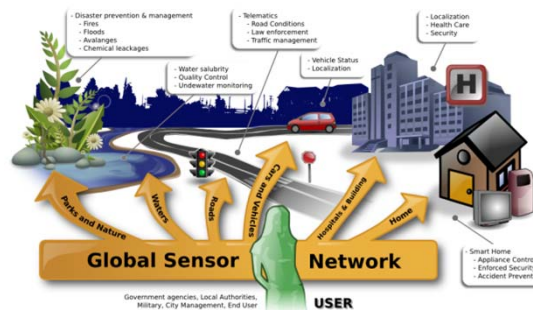 - Disaster prevention & management
- Fires
- Floods
- Avalanges
- Chemical leackages
- Telematics
- Road Conditions
- Law enforcement
- Traffic management
- Localization
- Health Care
- Security
- Water salubrity
- Quality Control
- Undewater monitoring
- Vehicle Status
- Localization
H
Parks and Nature
Waters
Roads
Cars and Vehicles
Hospitals & Building
Home
Global Sensor Network
- Smart Home
- Appliance Control
- Enforced Security
- Accident Prevent
Government agencies, Local Authorities,
Military, City Management, End User
USER